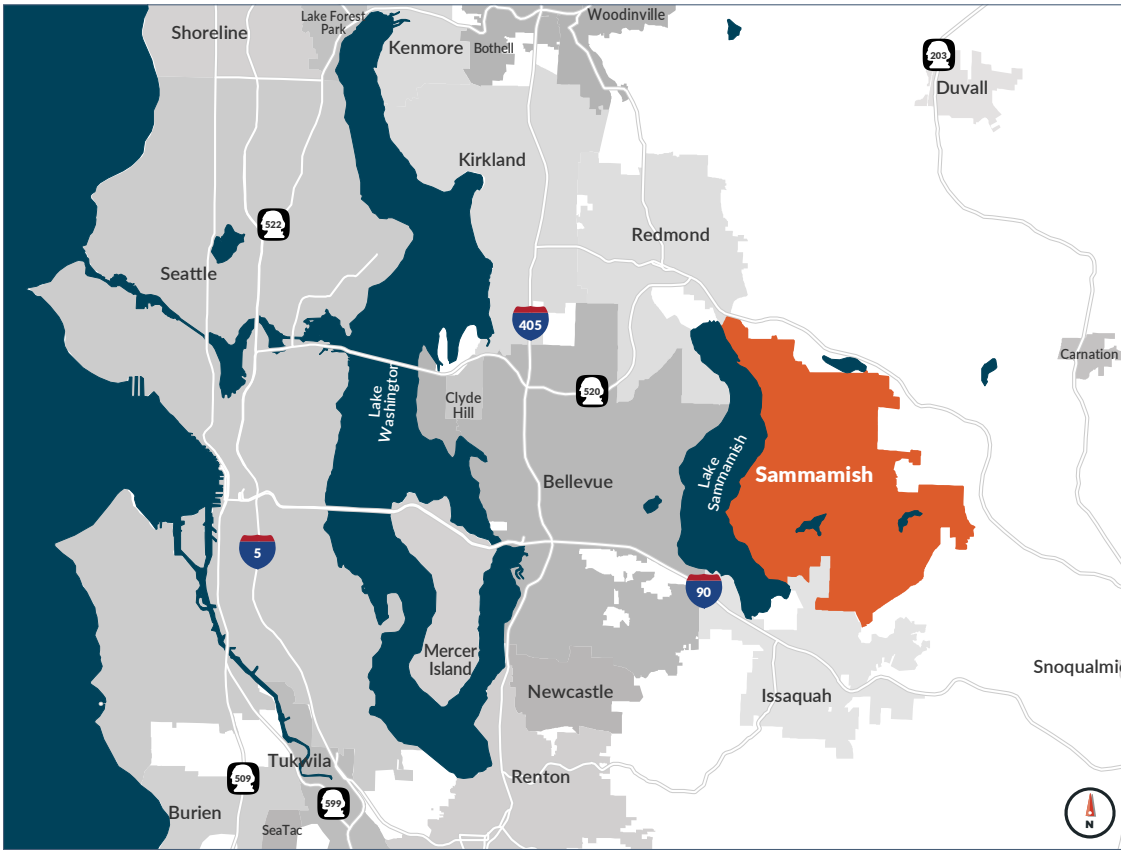 Woodinville
Lake Forest
Park
Shoreline
Kenmore
Bothell
203
Duvall
Kirkland
522
Redmond
Seattle
405
Carnation
520
Clyde
Hill
Lake
Washington
Bellevue
Lake
Sammamish
Sammamish
5
90
Mercer
Island
Snoqualmi
Newcastle
Issaquah
Tukwila
Renton
509
599
Burien
SeaTac
N